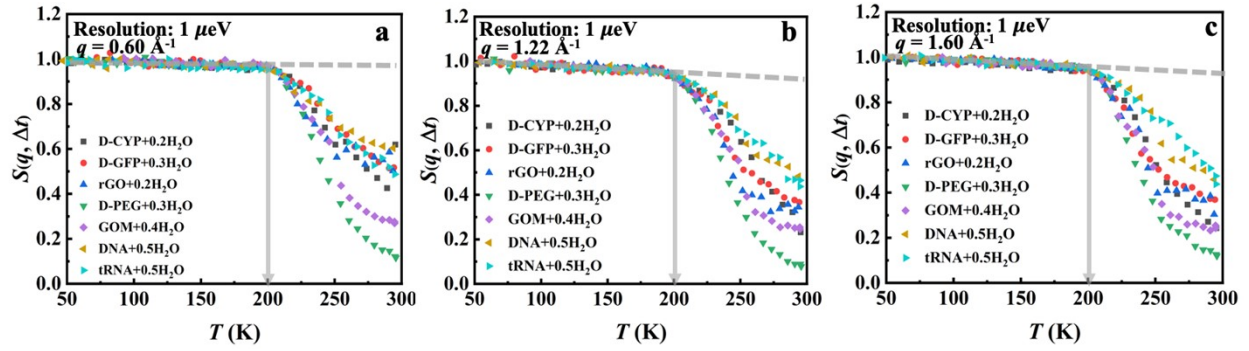 Resolution: 1 μeV
q = 0.60 Å⁻¹
a
1.2
1.0
0.8
0.6
0.4
0.2
0.0
S(q, Δt)
D-CYP+0.2H₂O
D-GFP+0.3H₂O
rGO+0.2H₂O
D-PEG+0.3H₂O
GOM+0.4H₂O
DNA+0.5H₂O
tRNA+0.5H₂O
50 100 150 200 250 300
T (K)
Resolution: 1 μeV
q = 1.22 Å⁻¹
b
1.2
1.0
0.8
0.6
0.4
0.2
0.0
S(q, Δt)
D-CYP+0.2H₂O
D-GFP+0.3H₂O
rGO+0.2H₂O
D-PEG+0.3H₂O
GOM+0.4H₂O
DNA+0.5H₂O
tRNA+0.5H₂O
50 100 150 200 250 300
T (K)
Resolution: 1 μeV
q = 1.60 Å⁻¹
c
1.2
1.0
0.8
0.6
0.4
0.2
0.0
S(q, Δt)
D-CYP+0.2H₂O
D-GFP+0.3H₂O
rGO+0.2H₂O
D-PEG+0.3H₂O
GOM+0.4H₂O
DNA+0.5H₂O
tRNA+0.5H₂O
50 100 150 200 250 300
T (K)